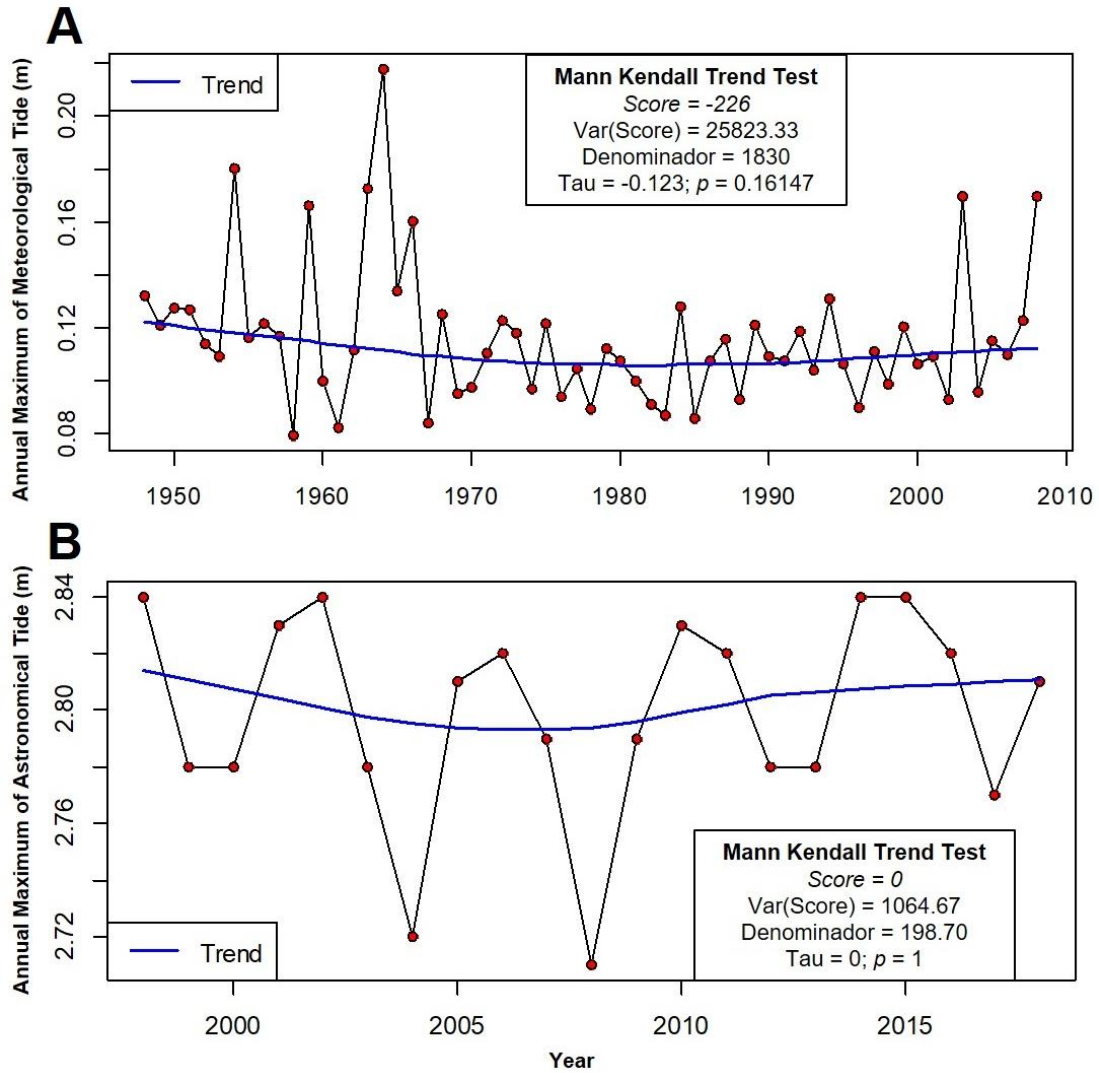 A
Annual Maximum of Meteorological Tide (m)
0.20
0.16
0.12
0.08
Trend
Mann Kendall Trend Test
Score = -226
Var(Score) = 25823.33
Denominador = 1830
Tau = -0.123; p = 0.16147
1950 1960 1970 1980 1990 2000 2010
B
Annual Maximum of Astronomical Tide (m)
2.84
2.80
2.76
2.72
Mann Kendall Trend Test
Score = 0
Var(Score) = 1064.67
Denominador = 198.70
Tau = 0; p = 1
Trend
2000 2005 2010 2015
Year